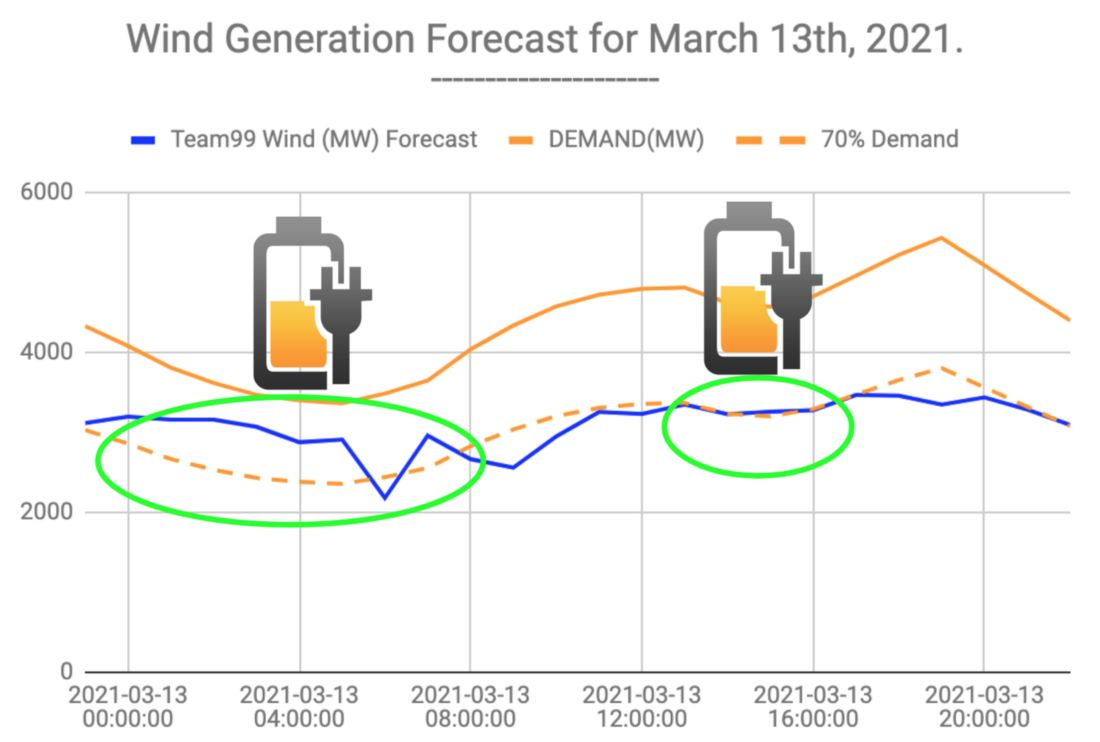 Wind Generation Forecast for March 13th, 2021.
---------------------
Team99 Wind (MW) Forecast DEMAND(MW) 70% Demand
6000
4000
2000
0
2021-03-13 2021-03-13 2021-03-13 2021-03-13 2021-03-13 2021-03-13
00:00:00 04:00:00 08:00:00 12:00:00 16:00:00 20:00:00